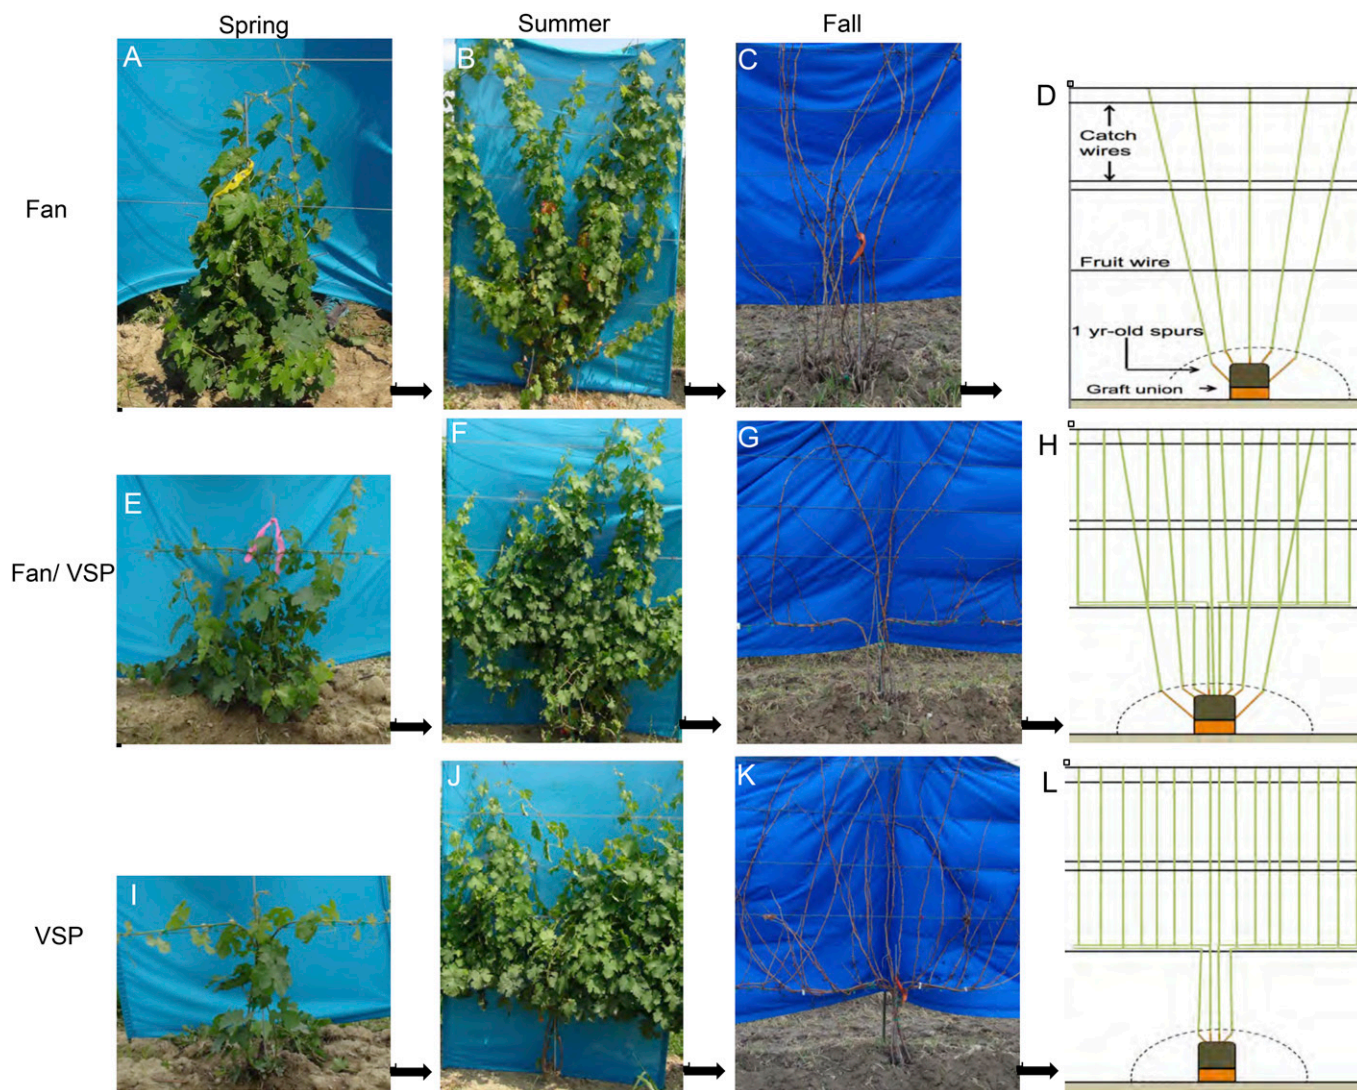 Spring
Summer
Fall
A
B
C
D
Catch
wires
Fan
Fruit wire
1 yr-old spurs
Graft union
E
F
G
H
Fan/ VSP
I
J
K
L
VSP